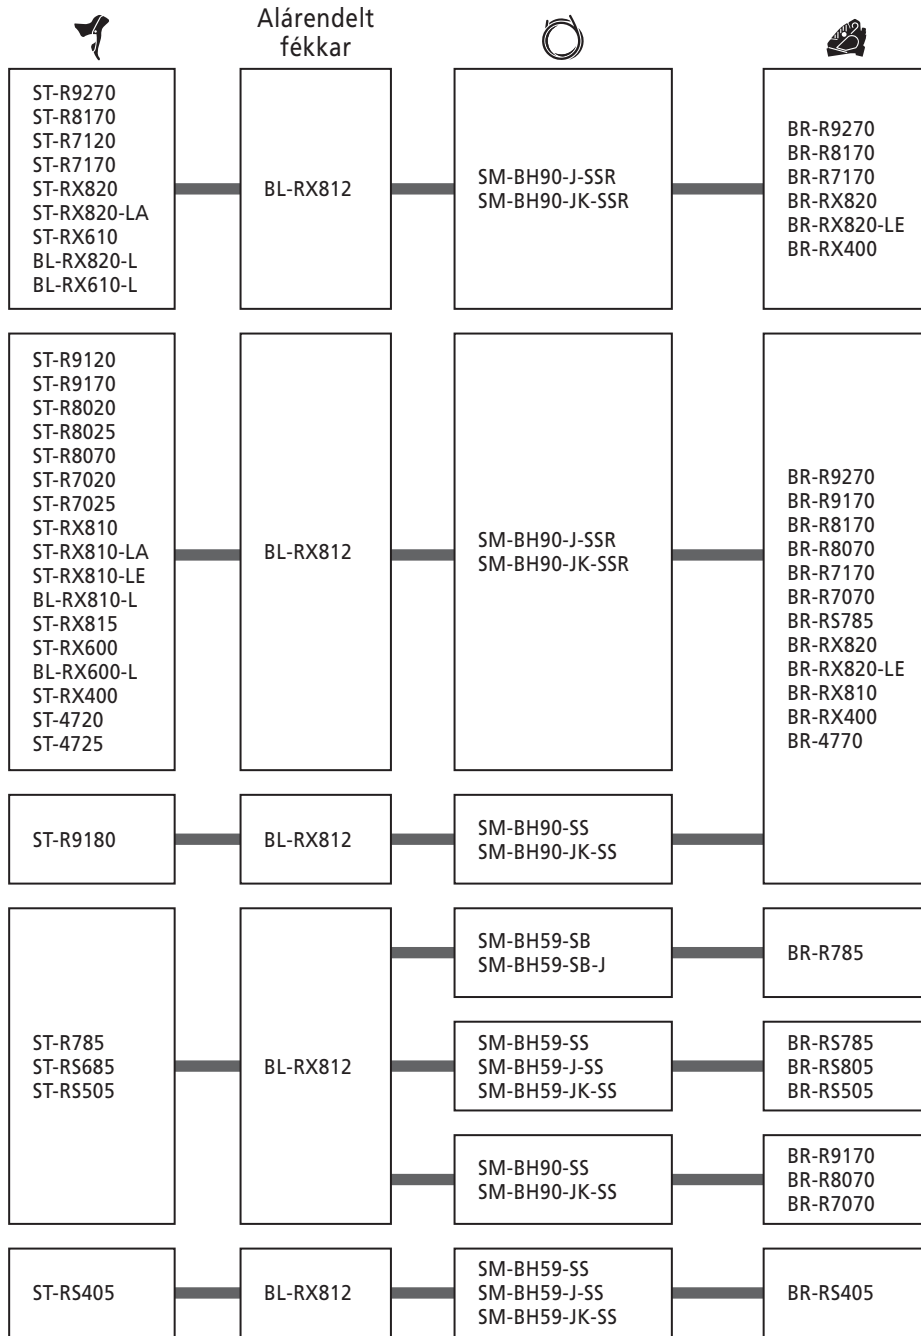 Alárendelt
fékkar
ST-R9270
ST-R8170
ST-R7120
ST-R7170
ST-RX820
ST-RX820-LA
ST-RX610
BL-RX820-L
BL-RX610-L
BL-RX812
SM-BH90-J-SSR
SM-BH90-JK-SSR
BR-R9270
BR-R8170
BR-R7170
BR-RX820
BR-RX820-LE
BR-RX400
ST-R9120
ST-R9170
ST-R8020
ST-R8025
ST-R8070
ST-R7020
ST-R7025
ST-RX810
ST-RX810-LA
ST-RX810-LE
BL-RX810-L
ST-RX815
ST-RX600
BL-RX600-L
ST-RX400
ST-4720
ST-4725
BL-RX812
SM-BH90-J-SSR
SM-BH90-JK-SSR
BR-R9270
BR-R9170
BR-R8170
BR-R8070
BR-R7170
BR-R7070
BR-RS785
BR-RX820
BR-RX820-LE
BR-RX810
BR-RX400
BR-4770
ST-R9180
BL-RX812
SM-BH90-SS
SM-BH90-JK-SS
ST-R785
ST-RS685
ST-RS505
BL-RX812
SM-BH59-SB
SM-BH59-SB-J
BR-R785
SM-BH59-SS
SM-BH59-J-SS
SM-BH59-JK-SS
BR-RS785
BR-RS805
BR-RS505
SM-BH90-SS
SM-BH90-JK-SS
BR-R9170
BR-R8070
BR-R7070
ST-RS405
BL-RX812
SM-BH59-SS
SM-BH59-J-SS
SM-BH59-JK-SS
BR-RS405